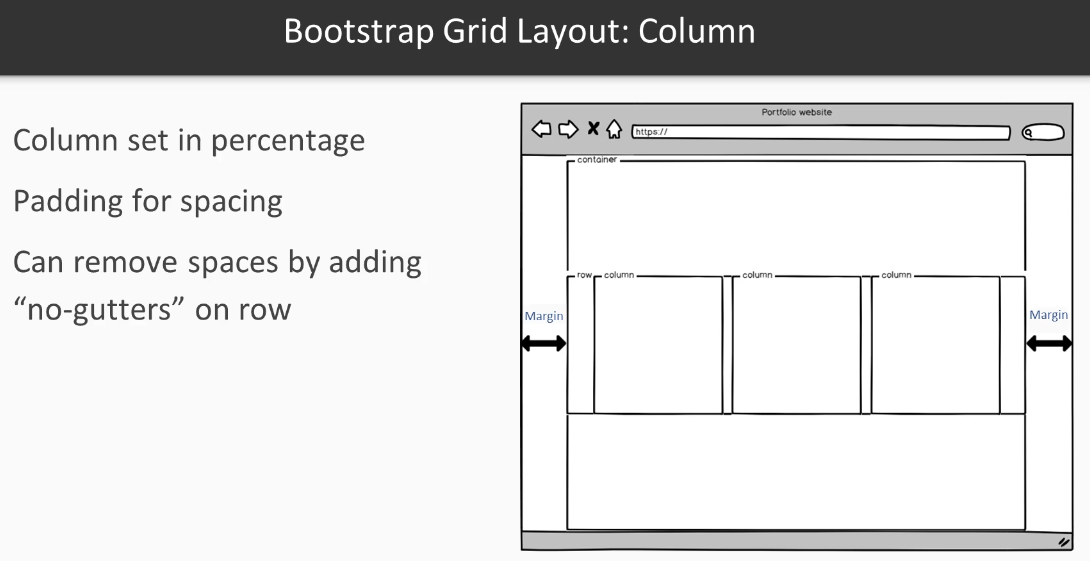 Bootstrap Grid Layout: Column
Column set in percentage
Padding for spacing
Can remove spaces by adding
“no-gutters” on row
Portfolio website
https://
container
row
column
column
column
Margin
Margin